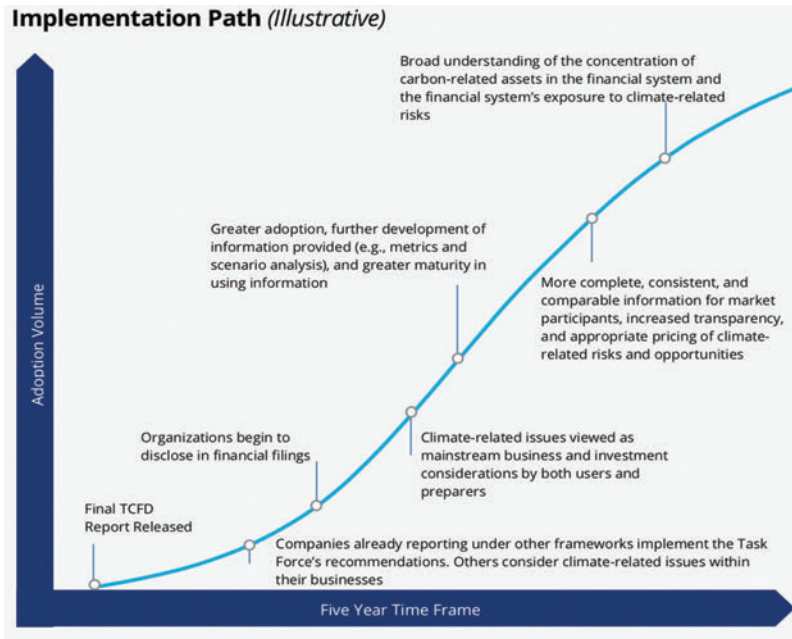 Implementation Path (Illustrative)
Broad understanding of the concentration of
carbon-related assets in the financial system and
the financial system's exposure to climate-related
risks
Greater adoption, further development of
information provided (e.g., metrics and
scenario analysis), and greater maturity in
using information
More complete, consistent, and
comparable information for market
participants, increased transparency,
and appropriate pricing of climate-
related risks and opportunities
Adoption Volume
Organizations begin to
disclose in financial filings
Climate-related issues viewed as
mainstream business and investment
considerations by both users and
preparers
Final TCFD
Report Released
Companies already reporting under other frameworks implement the Task
Force's recommendations. Others consider climate-related issues within
their businesses
Five Year Time Frame